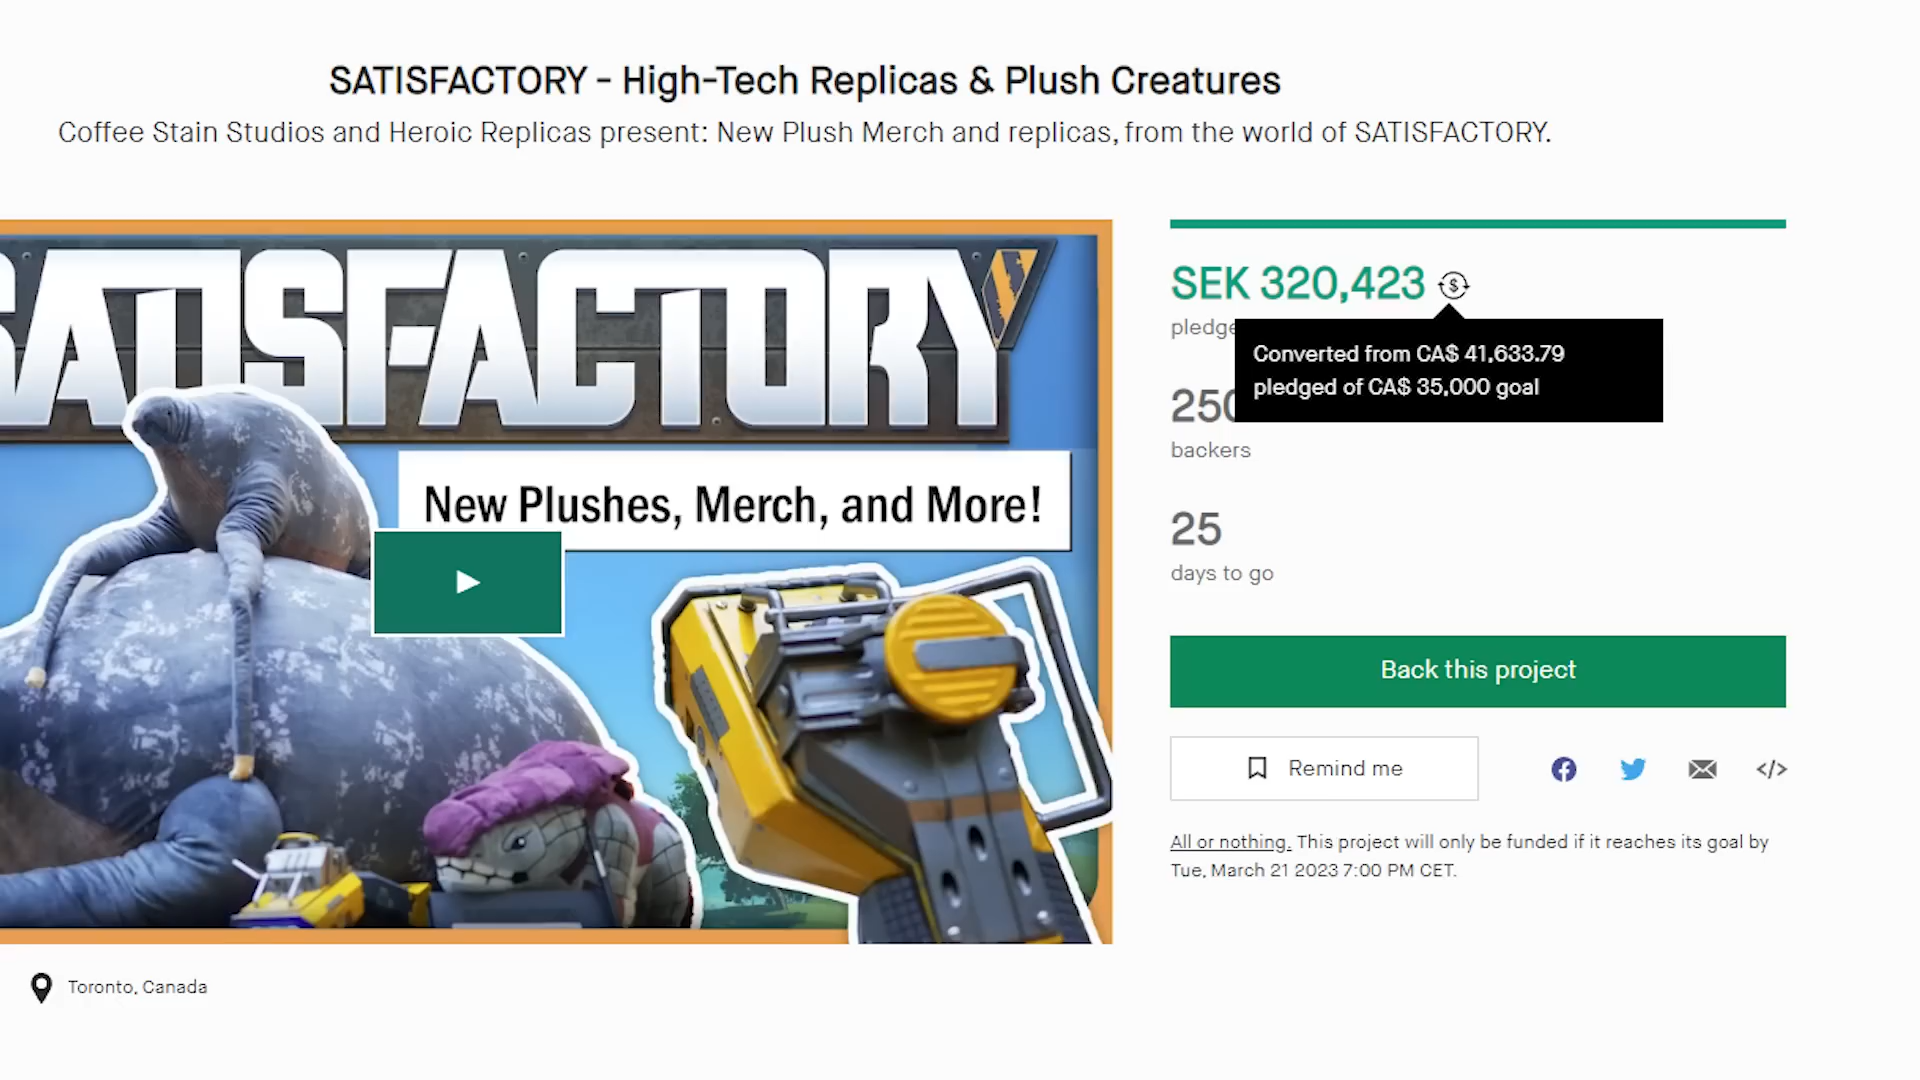 SATISFACTORY - High-Tech Replicas & Plush Creatures
Coffee Stain Studios and Heroic Replicas present: New Plush Merch and replicas, from the world of SATISFACTORY.
SATISFACTORY
New Plushes, Merch, and More!
SEK 320,423
Converted from CA$ 41,633.79
pledged of CA$ 35,000 goal
backers
25
days to go
Back this project
Remind me
</>
All or nothing. This project will only be funded if it reaches its goal by
Tue, March 21 2023 7:00 PM CET.
Toronto, Canada